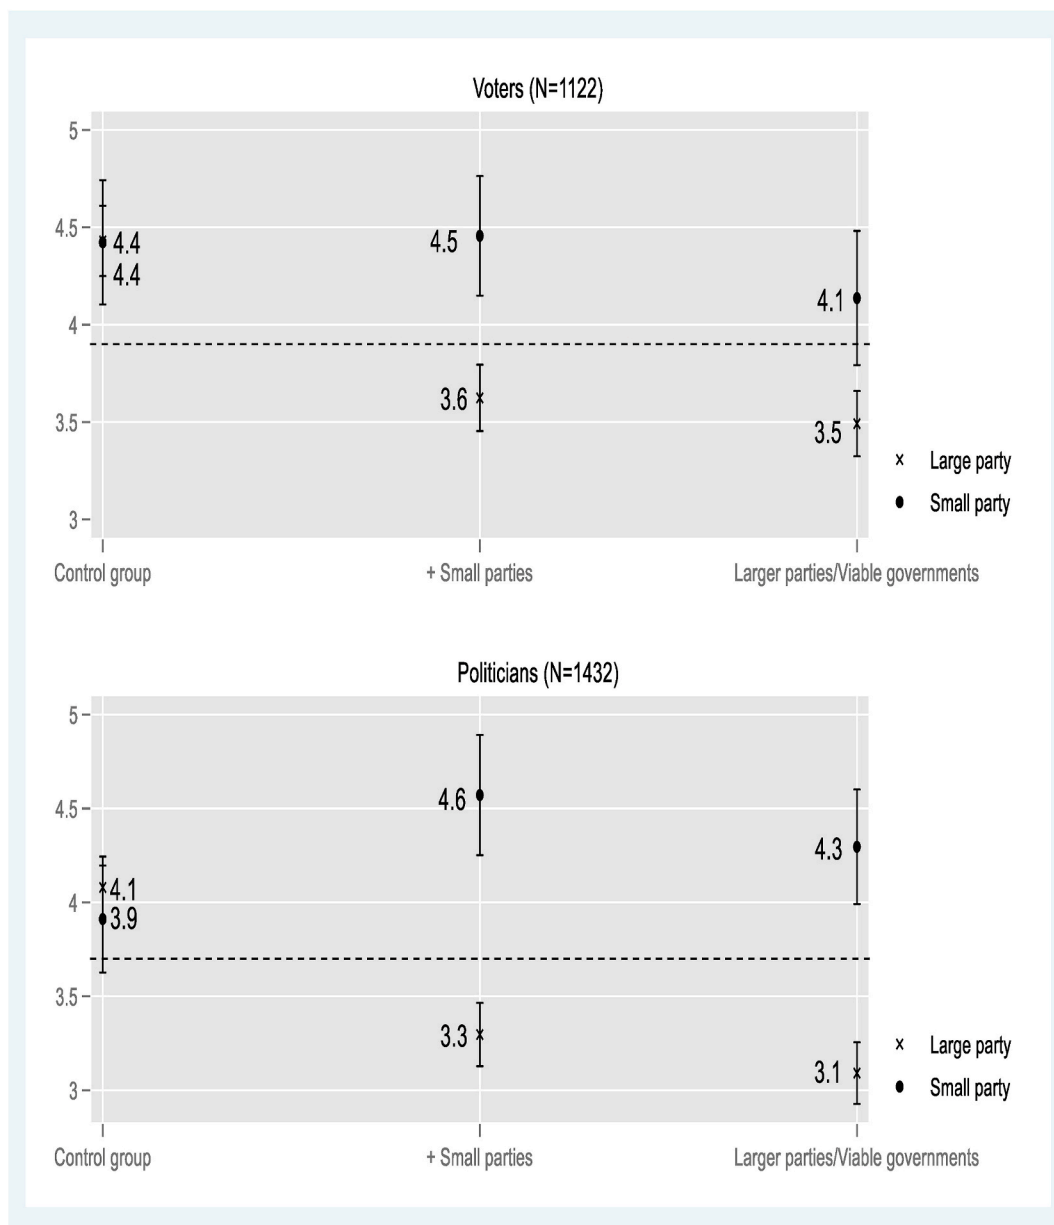 Voters (N=1122)
5
4.5
4
3.5
3
4.4
4.4
4.5
3.6
4.1
3.5
× Large party
● Small party
Control group
+ Small parties
Larger parties/Viable governments
Politicians (N=1432)
5
4.5
4
3.5
3
4.1
3.9
4.6
3.3
4.3
3.1
× Large party
● Small party
Control group
+ Small parties
Larger parties/Viable governments